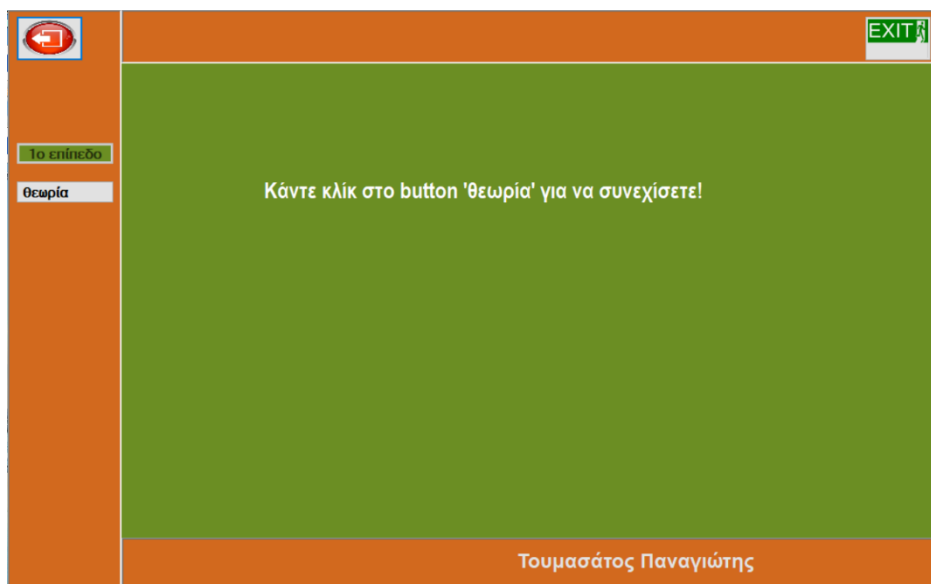 EXIT
1ο επίπεδο
θεωρία
Κάντε κλίκ στο button 'θεωρία' για να συνεχίσετε!
Τουμασάτος Παναγιώτης